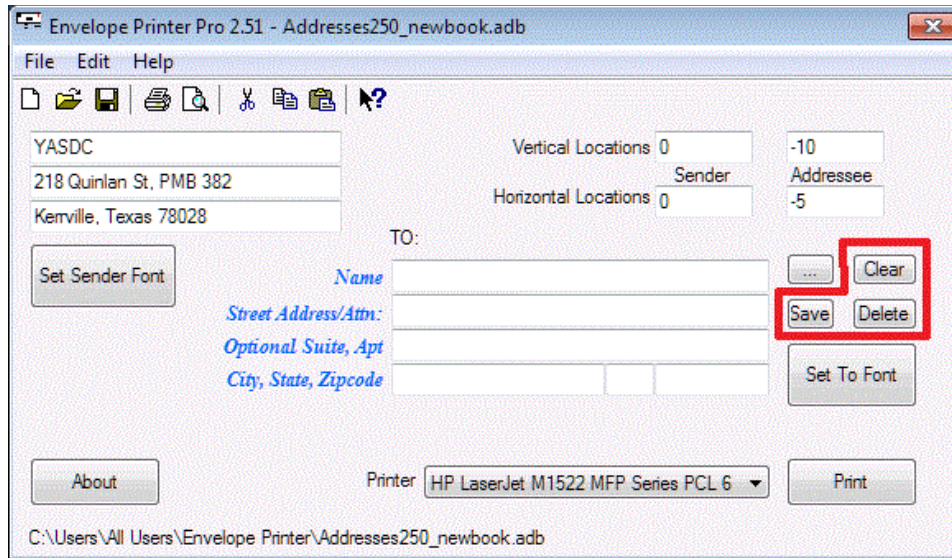 Envelope Printer Pro 2.51 - Addresses250_newbook.adb
File Edit Help
YASDC
218 Quinlan St, PMB 382
Kerrville, Texas 78028
Vertical Locations 0 -10
Sender Addressee
Horizontal Locations 0 -5
TO:
Set Sender Font
Name
... Clear
Street Address/Attn:
Save Delete
Optional Suite, Apt
City, State, Zipcode
Set To Font
About
Printer HP LaserJet M1522 MFP Series PCL 6
Print
C:\Users\All Users\Envelope Printer\Addresses250_newbook.adb